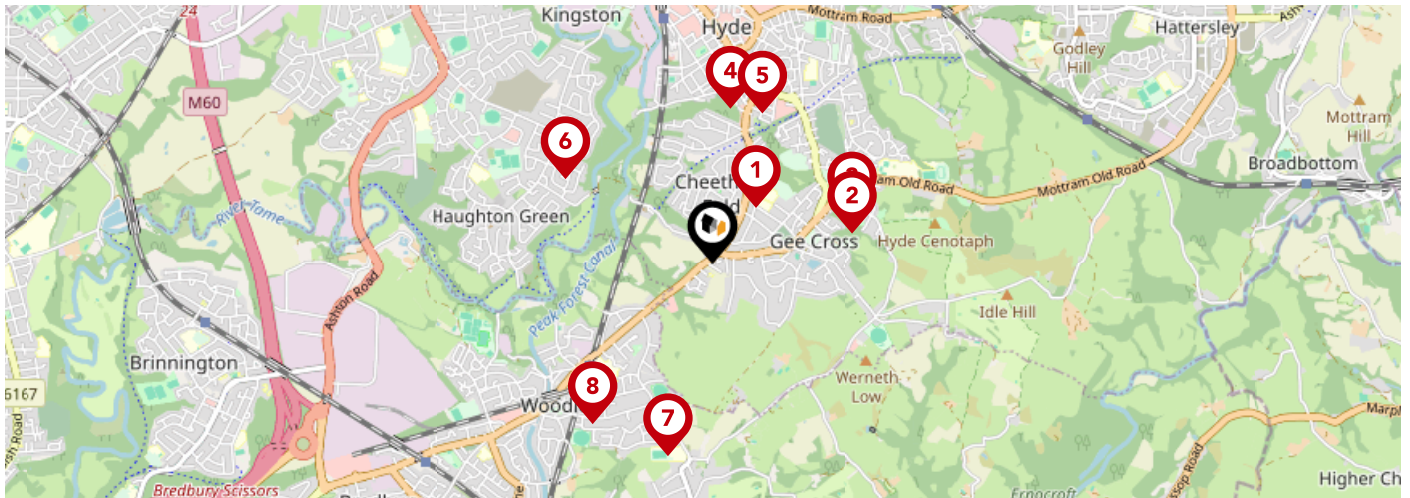 24
Kingston
Hyde
Mottram Road
Hattersley
Godley
Hill
4
5
M60
Mottram
Hill
6
1
Broadbottom
Mottram Old Road
2
River Tame
Haughton Green
Gee Cross
Hyde Cenotaph
Peak Forest Canal
Ashton Road
Idle Hill
Brinnington
Werneth
Low
6167
8
7
Bredbury Scissors
Higher Ch